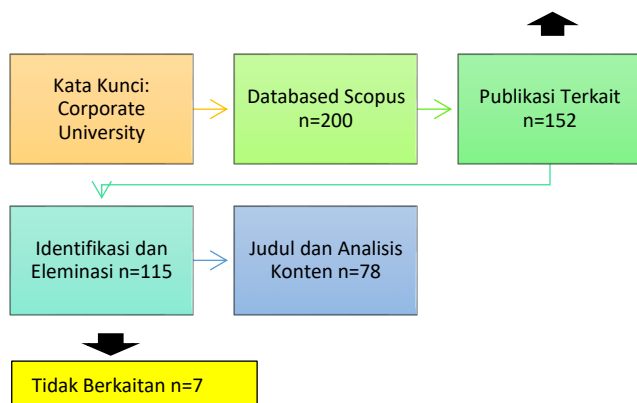 Kata Kunci:
Corporate
University
Databased Scopus
n=200
Publikasi Terkait
n=152
Identifikasi dan
Eleminasi n=115
Judul dan Analisis
Konten n=78
Tidak Berkaitan n=7